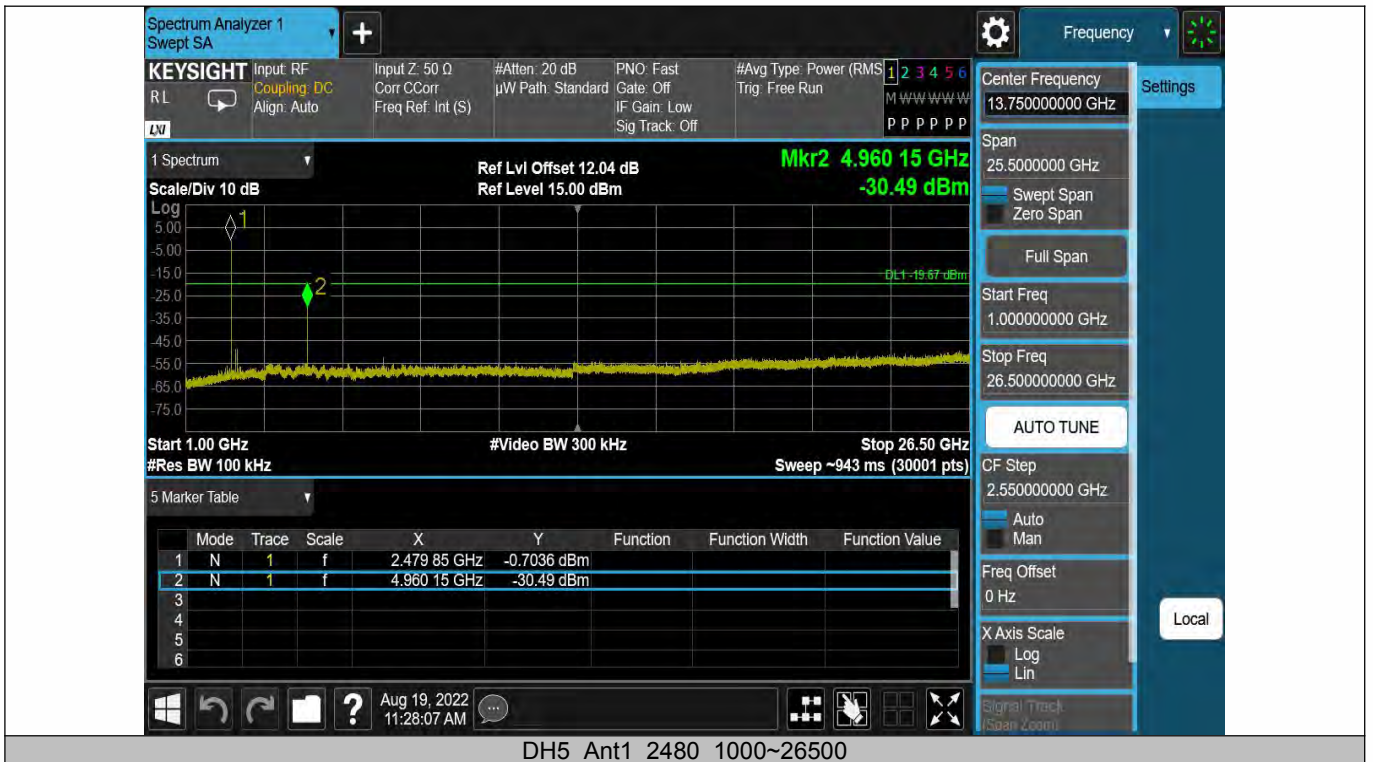 Spectrum Analyzer 1
Swept SA
+
Frequency
KEYSIGHT
RL
LXI
Input: RF
Coupling: DC
Align: Auto
Input Z: 50 Ω
Corr CCorr
Freq Ref: Int (S)
#Atten: 20 dB
µW Path: Standard
PNO: Fast
Gate: Off
IF Gain: Low
Sig Track: Off
#Avg Type: Power (RMS
Trig: Free Run
1 2 3 4 5 6
M W W W W W
P P P P P P
Center Frequency
13.750000000 GHz
Settings
Span
25.5000000 GHz
Swept Span
Zero Span
Full Span
Start Freq
1.000000000 GHz
Stop Freq
26.500000000 GHz
AUTO TUNE
CF Step
2.550000000 GHz
Auto
Man
Freq Offset
0 Hz
X Axis Scale
Log
Lin
Signal Track
(Span Zoom)
Local
1 Spectrum
Ref Lvl Offset 12.04 dB
Mkr2 4.960 15 GHz
Scale/Div 10 dB
Ref Level 15.00 dBm
-30.49 dBm
Log
1
5.00
-5.00
-15.0
DL1 -19.67 dBm
2
-25.0
-35.0
-45.0
-55.0
-65.0
-75.0
Start 1.00 GHz
#Video BW 300 kHz
Stop 26.50 GHz
#Res BW 100 kHz
Sweep ~943 ms (30001 pts)
5 Marker Table
Mode Trace Scale X Y Function Function Width Function Value
1 N 1 f 2.479 85 GHz -0.7036 dBm
2 N 1 f 4.960 15 GHz -30.49 dBm
3
4
5
6
?
Aug 19, 2022
11:28:07 AM
DH5_Ant1_2480_1000~26500